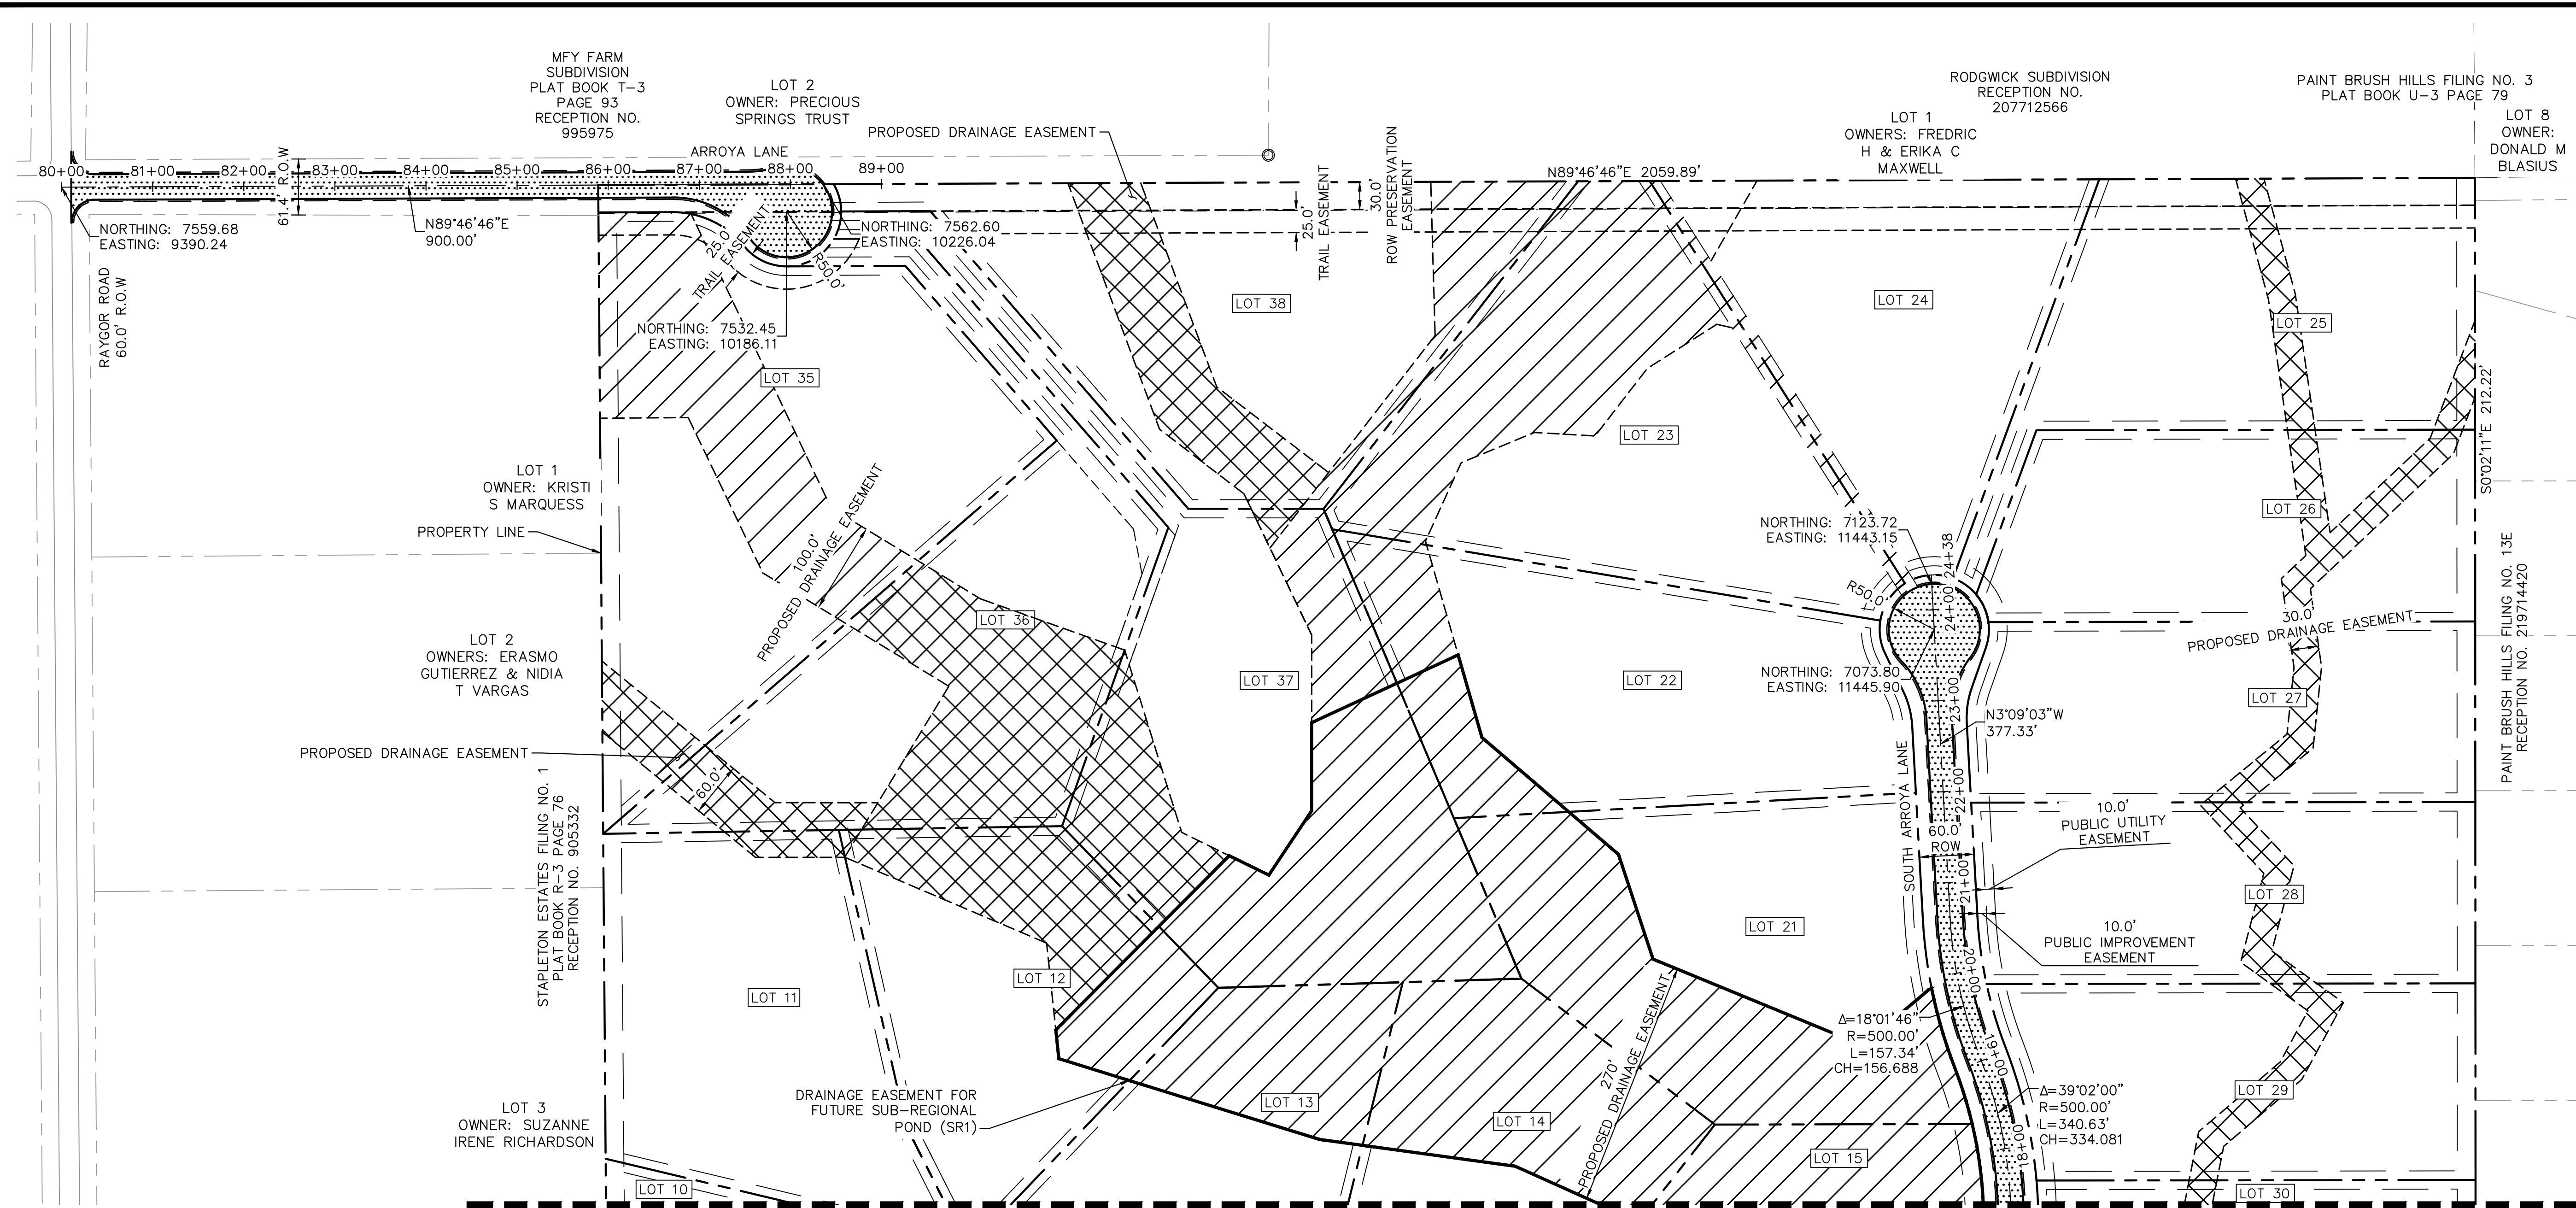 MFY FARM
SUBDIVISION
PLAT BOOK T-3
PAGE 93
RECEPTION NO.
995975
LOT 2
OWNER: PRECIOUS
SPRINGS TRUST
PROPOSED DRAINAGE EASEMENT
RODGWICK SUBDIVISION
RECEPTION NO.
207712566
PAINT BRUSH HILLS FILING NO. 3
PLAT BOOK U-3 PAGE 79
LOT 1
OWNERS: FREDRIC
H & ERIKA C
MAXWELL
LOT 8
OWNER:
DONALD M
BLASIUS
ARROYA LANE
80+00
81+00
82+00
83+00
84+00
85+00
86+00
87+00
88+00
89+00
61.4 R.O.W
NORTHING: 7559.68
EASTING: 9390.24
N89°46'46"E
900.00'
RAYGOR ROAD
60.0' R.O.W
25.0'
TRAIL EASEMENT
R50.0'
NORTHING: 7562.60
EASTING: 10226.04
NORTHING: 7532.45
EASTING: 10186.11
25.0'
TRAIL EASEMENT
30.0'
ROW PRESERVATION
EASEMENT
N89°46'46"E 2059.89'
LOT 38
LOT 24
LOT 25
LOT 35
LOT 23
S0°02'11"E 212.22'
LOT 1
OWNER: KRISTI
S MARQUESS
PROPERTY LINE
100.0'
PROPOSED DRAINAGE EASEMENT
LOT 26
NORTHING: 7123.72
EASTING: 11443.15
24+38
24+00
R50.0'
PAINT BRUSH HILLS FILING NO. 13E
RECEPTION NO. 219714420
LOT 36
30.0'
PROPOSED DRAINAGE EASEMENT
LOT 2
OWNERS: ERASMO
GUTIERREZ & NIDIA
T VARGAS
LOT 37
LOT 22
NORTHING: 7073.80
EASTING: 11445.90
LOT 27
23+00
N3°09'03"W
377.33'
PROPOSED DRAINAGE EASEMENT
60.0'
STAPLETON ESTATES FILING NO. 1
PLAT BOOK R-3 PAGE 76
RECEPTION NO. 905332
SOUTH ARROYA LANE
22+00
60.0'
ROW
21+00
10.0'
PUBLIC UTILITY
EASEMENT
LOT 28
LOT 21
10.0'
PUBLIC IMPROVEMENT
EASEMENT
20+00
LOT 12
LOT 11
Δ=18°01'46"
R=500.00'
L=157.34'
CH=156.688
19+00
270'
PROPOSED DRAINAGE EASEMENT
DRAINAGE EASEMENT FOR
FUTURE SUB-REGIONAL
POND (SR1)
LOT 13
LOT 14
LOT 15
Δ=39°02'00"
R=500.00'
L=340.63'
CH=334.081
18+00
LOT 29
LOT 3
OWNER: SUZANNE
IRENE RICHARDSON
LOT 10
LOT 30